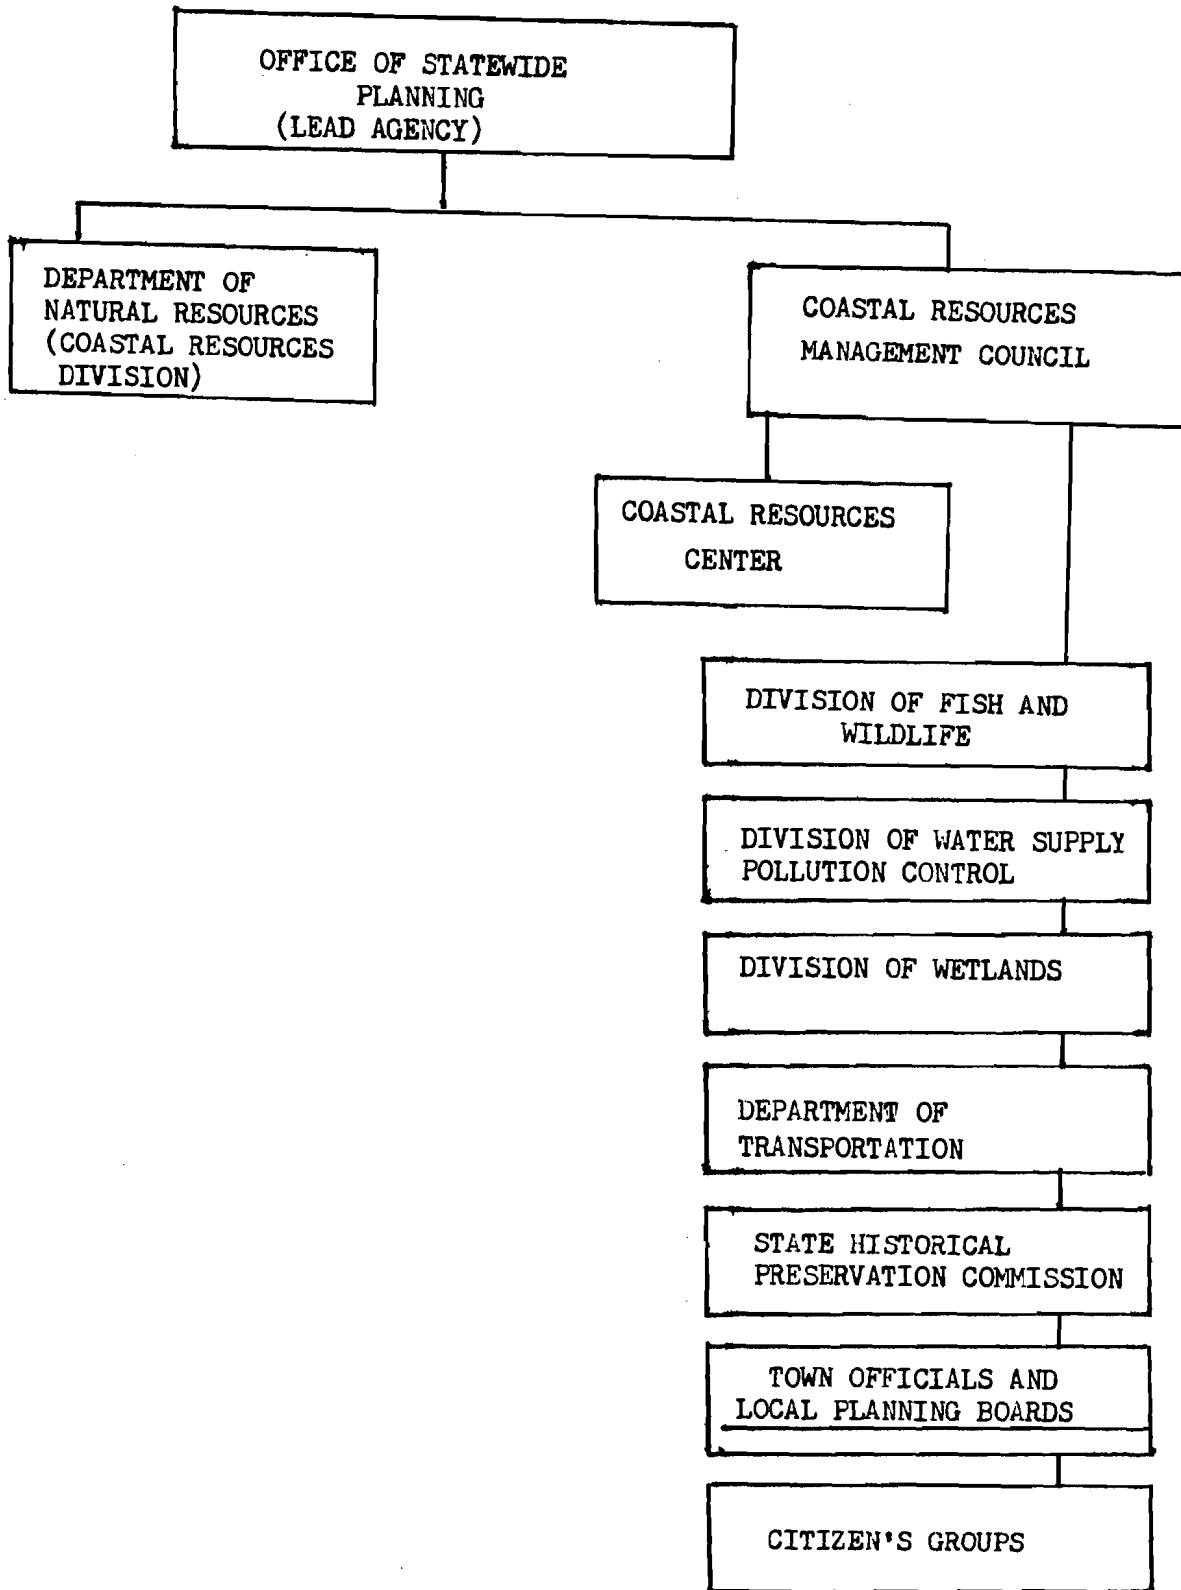 OFFICE OF STATEWIDE
PLANNING
(LEAD AGENCY)
DEPARTMENT OF
NATURAL RESOURCES
(COASTAL RESOURCES
DIVISION)
COASTAL RESOURCES
MANAGEMENT COUNCIL
COASTAL RESOURCES
CENTER
DIVISION OF FISH AND
WILDLIFE
DIVISION OF WATER SUPPLY
POLLUTION CONTROL
DIVISION OF WETLANDS
DEPARTMENT OF
TRANSPORTATION
STATE HISTORICAL
PRESERVATION COMMISSION
TOWN OFFICIALS AND
LOCAL PLANNING BOARDS
CITIZEN'S GROUPS